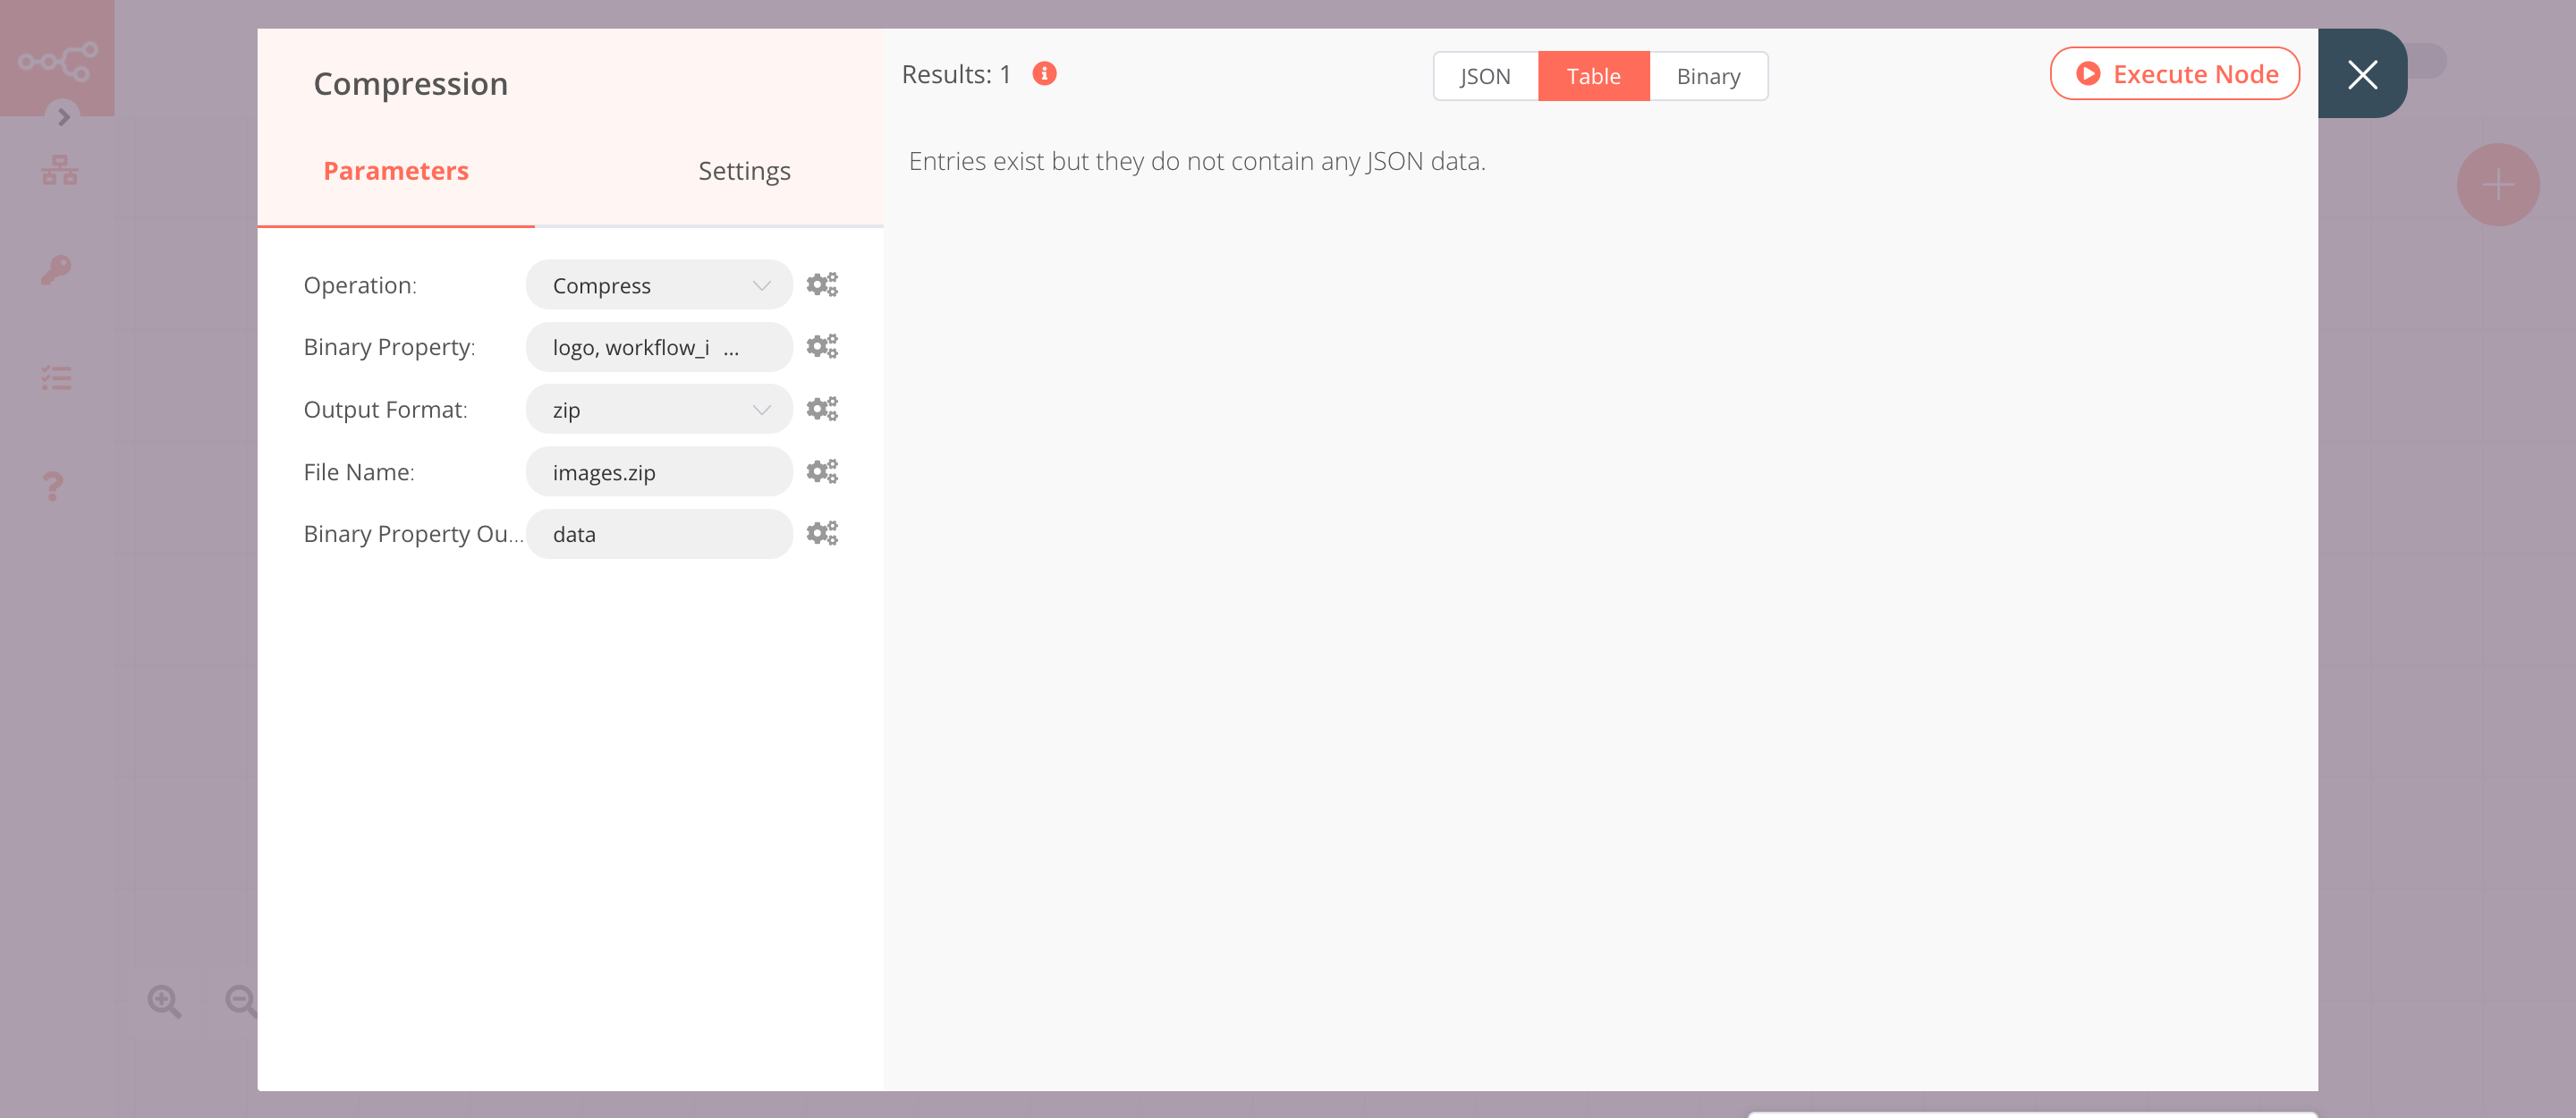 Compression
Parameters
Settings
Operation:
Compress
Binary Property:
logo, workflow_i ...
Output Format:
zip
File Name:
images.zip
Binary Property Ou...
data
Results: 1
JSON
Table
Binary
Execute Node
Entries exist but they do not contain any JSON data.